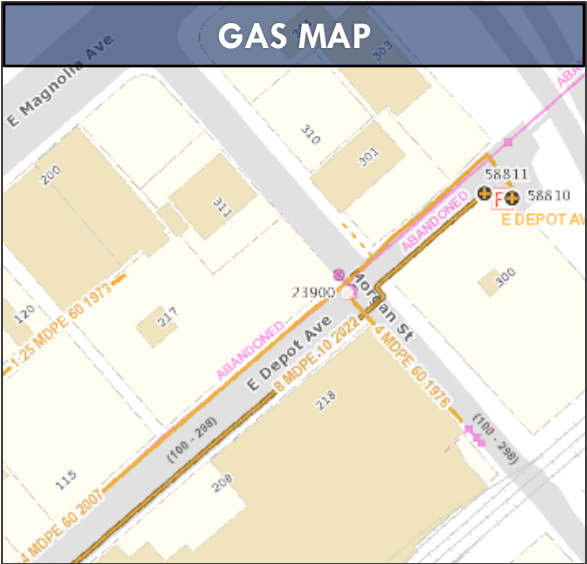 GAS MAP
E Magnolia Ave
303
ABA
310
301
200
311
58811
F
58810
E DEPOT AV
ABANDONED
300
23900
Morgan St
1.25 MDPE 60 1973
120
217
ABANDONED
E Depot Ave
8 MDPE 10 2022
4 MDPE 60 1976
218
(100 - 298)
(100 - 298)
115
208
4 MDPE 60 2007